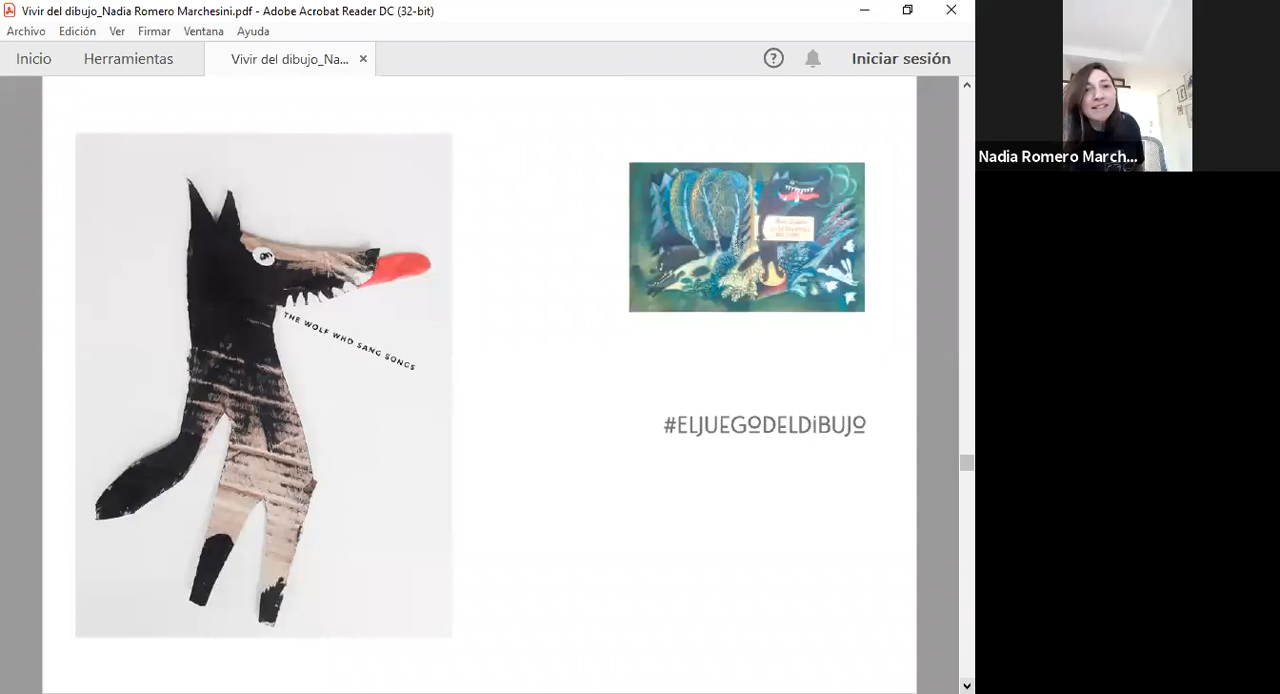 Vivir del dibujo_Nadia Romero Marchesini.pdf - Adobe Acrobat Reader DC (32-bit)
Archivo Edición Ver Firmar Ventana Ayuda
Inicio Herramientas Vivir del dibujo_Na... × ? Iniciar sesión
Nadia Romero March...
THE WOLF WHO SANG SONGS
#ELJUEGODELDiBUJO